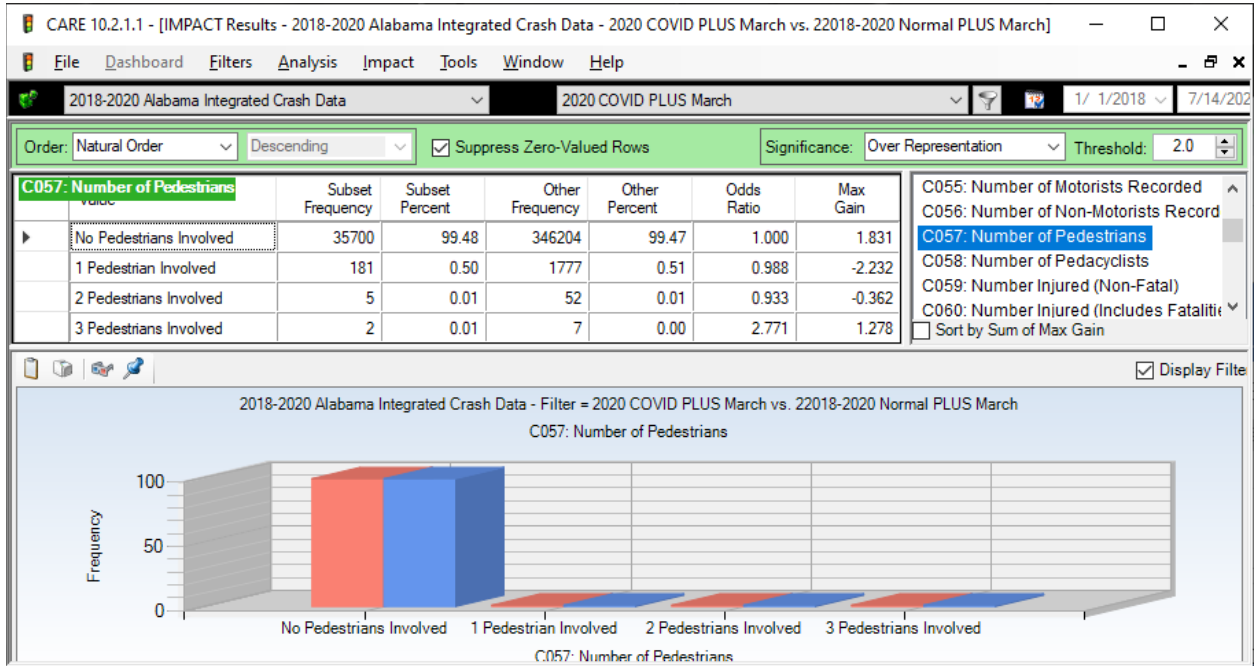 CARE 10.2.1.1 - [IMPACT Results - 2018-2020 Alabama Integrated Crash Data - 2020 COVID PLUS March vs. 22018-2020 Normal PLUS March]
File Dashboard Filters Analysis Impact Tools Window Help
2018-2020 Alabama Integrated Crash Data 2020 COVID PLUS March 1/ 1/2018 7/14/202
Order: Natural Order Descending Suppress Zero-Valued Rows Significance: Over Representation Threshold: 2.0
C057: Number of Pedestrians Subset Frequency Subset Percent Other Frequency Other Percent Odds Ratio Max Gain
No Pedestrians Involved 35700 99.48 346204 99.47 1.000 1.831
1 Pedestrian Involved 181 0.50 1777 0.51 0.988 -2.232
2 Pedestrians Involved 5 0.01 52 0.01 0.933 -0.362
3 Pedestrians Involved 2 0.01 7 0.00 2.771 1.278
C055: Number of Motorists Recorded
C056: Number of Non-Motorists Record
C057: Number of Pedestrians
C058: Number of Pedacyclists
C059: Number Injured (Non-Fatal)
C060: Number Injured (Includes Fatalitie
Sort by Sum of Max Gain
Display Filte
2018-2020 Alabama Integrated Crash Data - Filter = 2020 COVID PLUS March vs. 22018-2020 Normal PLUS March
C057: Number of Pedestrians
Frequency
100
50
0
No Pedestrians Involved 1 Pedestrian Involved 2 Pedestrians Involved 3 Pedestrians Involved
C057: Number of Pedestrians